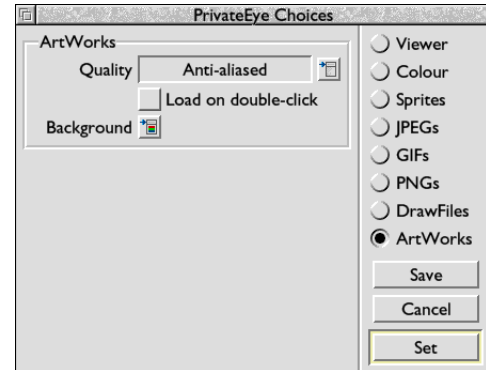 PrivateEye Choices
ArtWorks
Quality Anti-aliased
Load on double-click
Background
Viewer
Colour
Sprites
JPEGs
GIFs
PNGs
DrawFiles
ArtWorks
Save
Cancel
Set